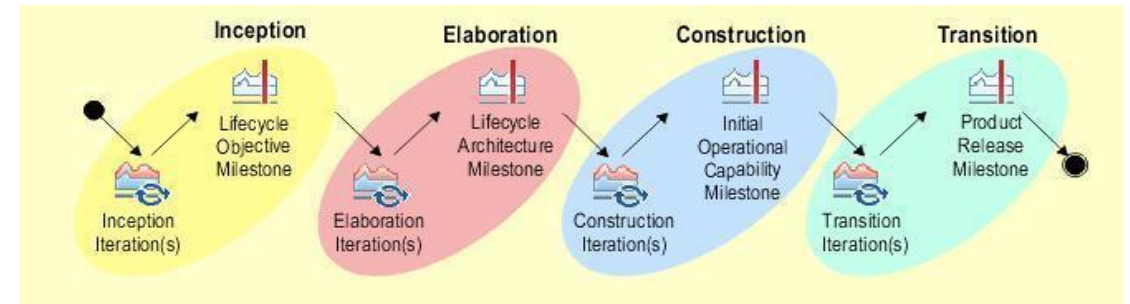 Inception
Elaboration
Construction
Transition
Lifecycle
Objective
Milestone
Inception
Iteration(s)
Lifecycle
Architecture
Milestone
Elaboration
Iteration(s)
Initial
Operational
Capability
Milestone
Construction
Iteration(s)
Product
Release
Milestone
Transition
Iteration(s)